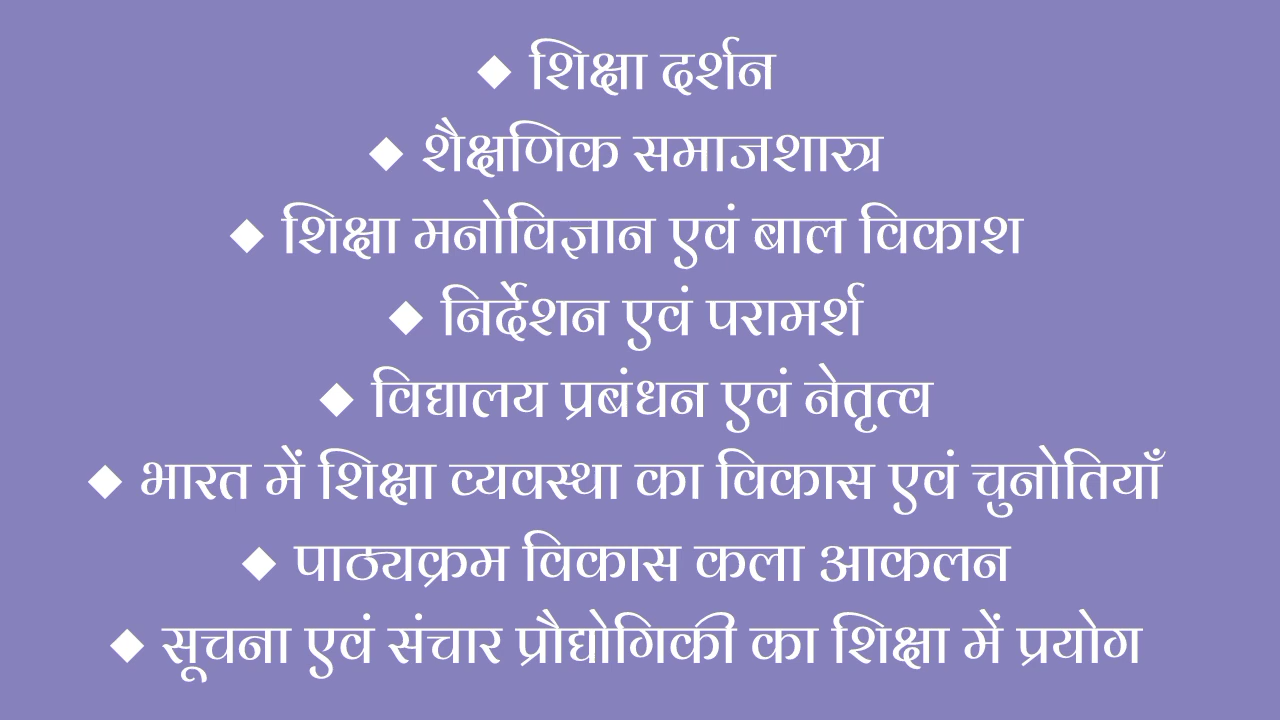 ◆ शिक्षा दर्शन
◆ शैक्षणिक समाजशास्त्र
◆ शिक्षा मनोविज्ञान एवं बाल विकाश
◆ निर्देशन एवं परामर्श
◆ विद्यालय प्रबंधन एवं नेतृत्व
◆ भारत में शिक्षा व्यवस्था का विकास एवं चुनोतियाँ
◆ पाठ्यक्रम विकास कला आकलन
◆ सूचना एवं संचार प्रौद्योगिकी का शिक्षा में प्रयोग